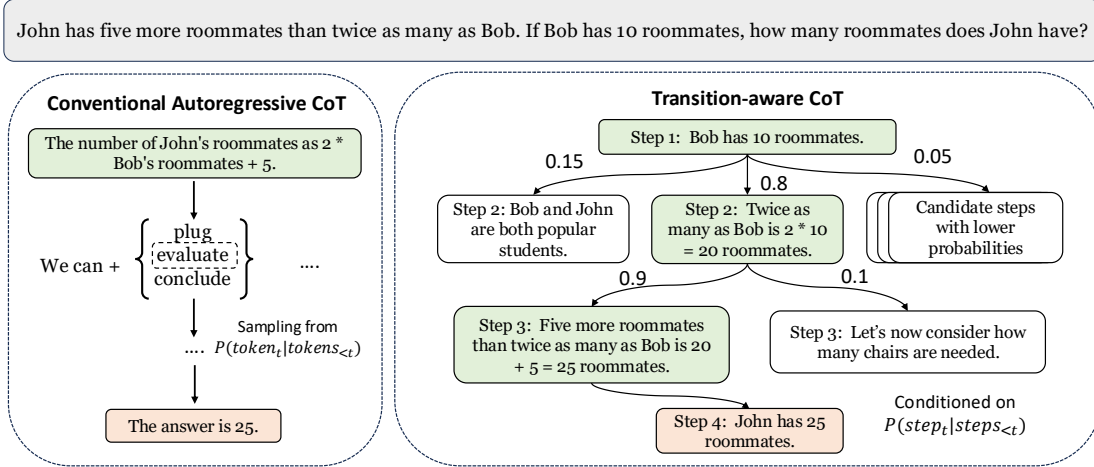 John has five more roommates than twice as many as Bob. If Bob has 10 roommates, how many roommates does John have?
Conventional Autoregressive CoT
The number of John's roommates as 2 *
Bob's roommates + 5.
We can +
plug
evaluate
conclude
....
Sampling from
.... P(token_t|tokens_{<t})
The answer is 25.
Transition-aware CoT
Step 1: Bob has 10 roommates.
0.15
0.8
0.05
Step 2: Bob and John
are both popular
students.
Step 2: Twice as
many as Bob is 2 * 10
= 20 roommates.
Candidate steps
with lower
probabilities
0.9
0.1
Step 3: Five more roommates
than twice as many as Bob is 20
+ 5 = 25 roommates.
Step 3: Let's now consider how
many chairs are needed.
Step 4: John has 25
roommates.
Conditioned on
P(step_t|steps_{<t})